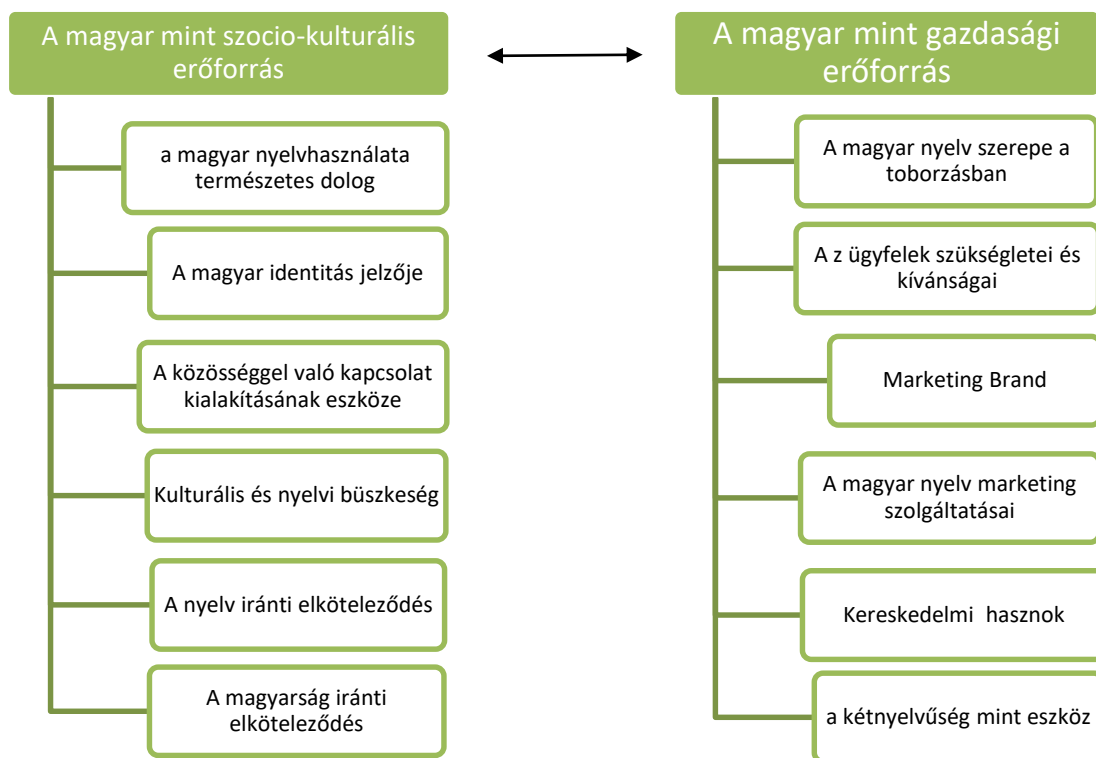 A magyar mint szocio-kulturális
erőforrás
a magyar nyelvhasználata
természetes dolog
A magyar identitás jelzője
A közösséggel való kapcsolat
kialakításának eszköze
Kulturális és nyelvi büszkeség
A nyelv iránti elköteleződés
A magyarság iránti
elköteleződés
A magyar mint gazdasági
erőforrás
A magyar nyelv szerepe a
toborzásban
A z ügyfelek szükségletei és
kívánságai
Marketing Brand
A magyar nyelv marketing
szolgáltatásai
Kereskedelmi hasznok
a kétnyelvűség mint eszköz